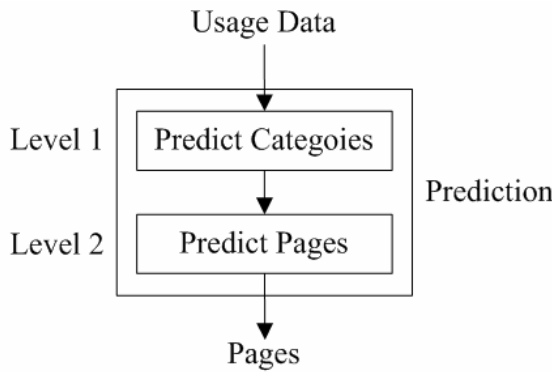 Usage Data
Level 1
Predict Categoies
Prediction
Level 2
Predict Pages
Pages